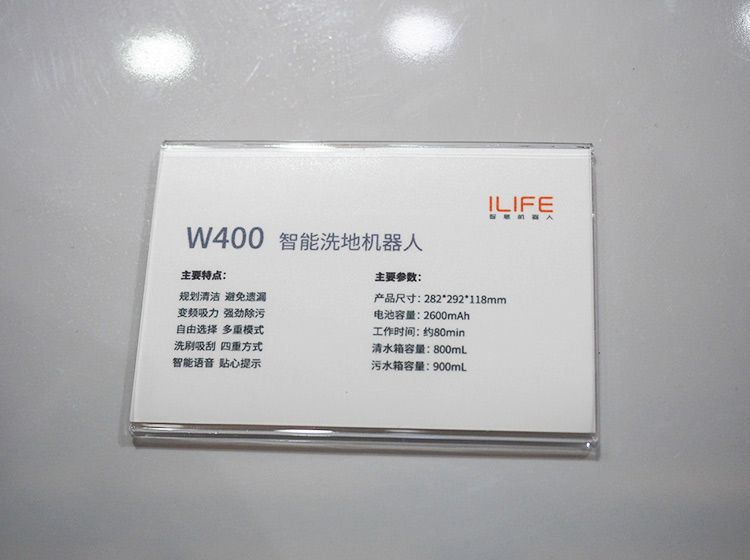 ILIFE
智意机器人
W400 智能洗地机器人
主要特点：
规划清洁 避免遗漏
变频吸力 强劲除污
自由选择 多重模式
洗刷吸刮 四重方式
智能语音 贴心提示
主要参数：
产品尺寸：282*292*118mm
电池容量：2600mAh
工作时间：约80min
清水箱容量：800mL
污水箱容量：900mL